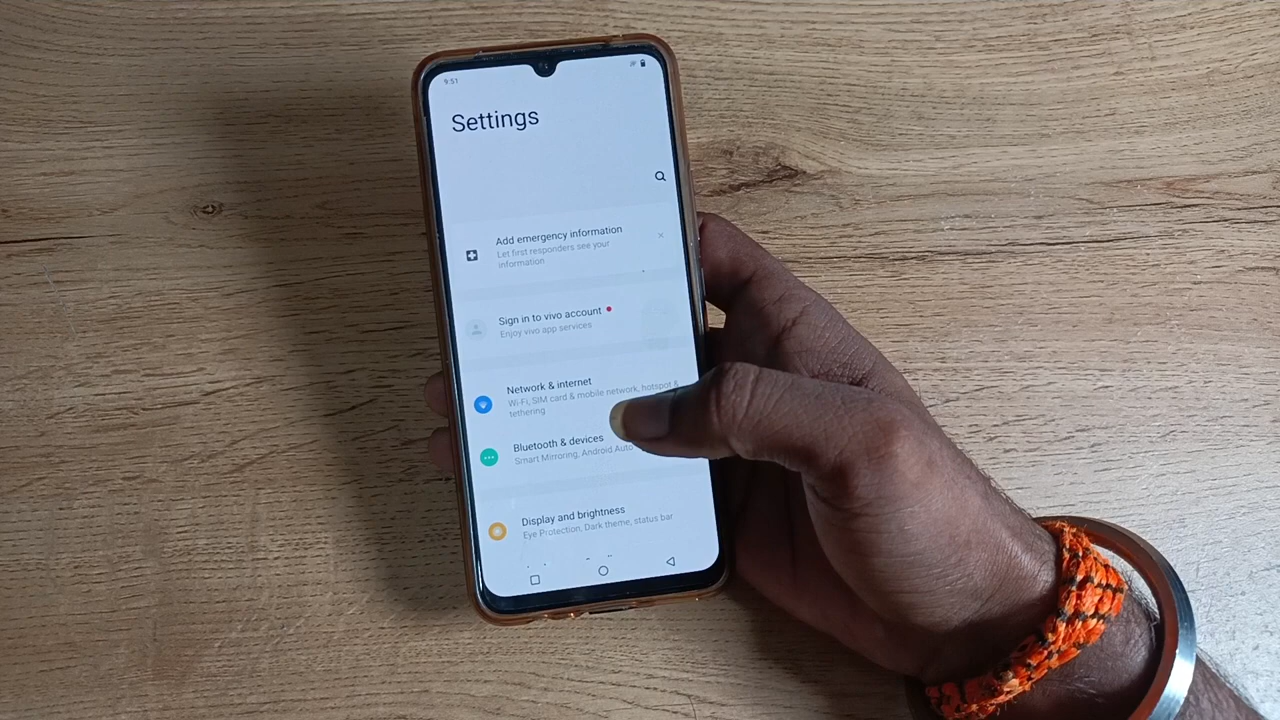 9:51
Settings
Add emergency information
Let first responders see your
information
Sign in to vivo account
Enjoy vivo app services
Network & internet
Wi-Fi, SIM card & mobile network, hotspot &
tethering
Bluetooth & devices
Smart Mirroring, Android Auto
Display and brightness
Eye Protection, Dark theme, status bar